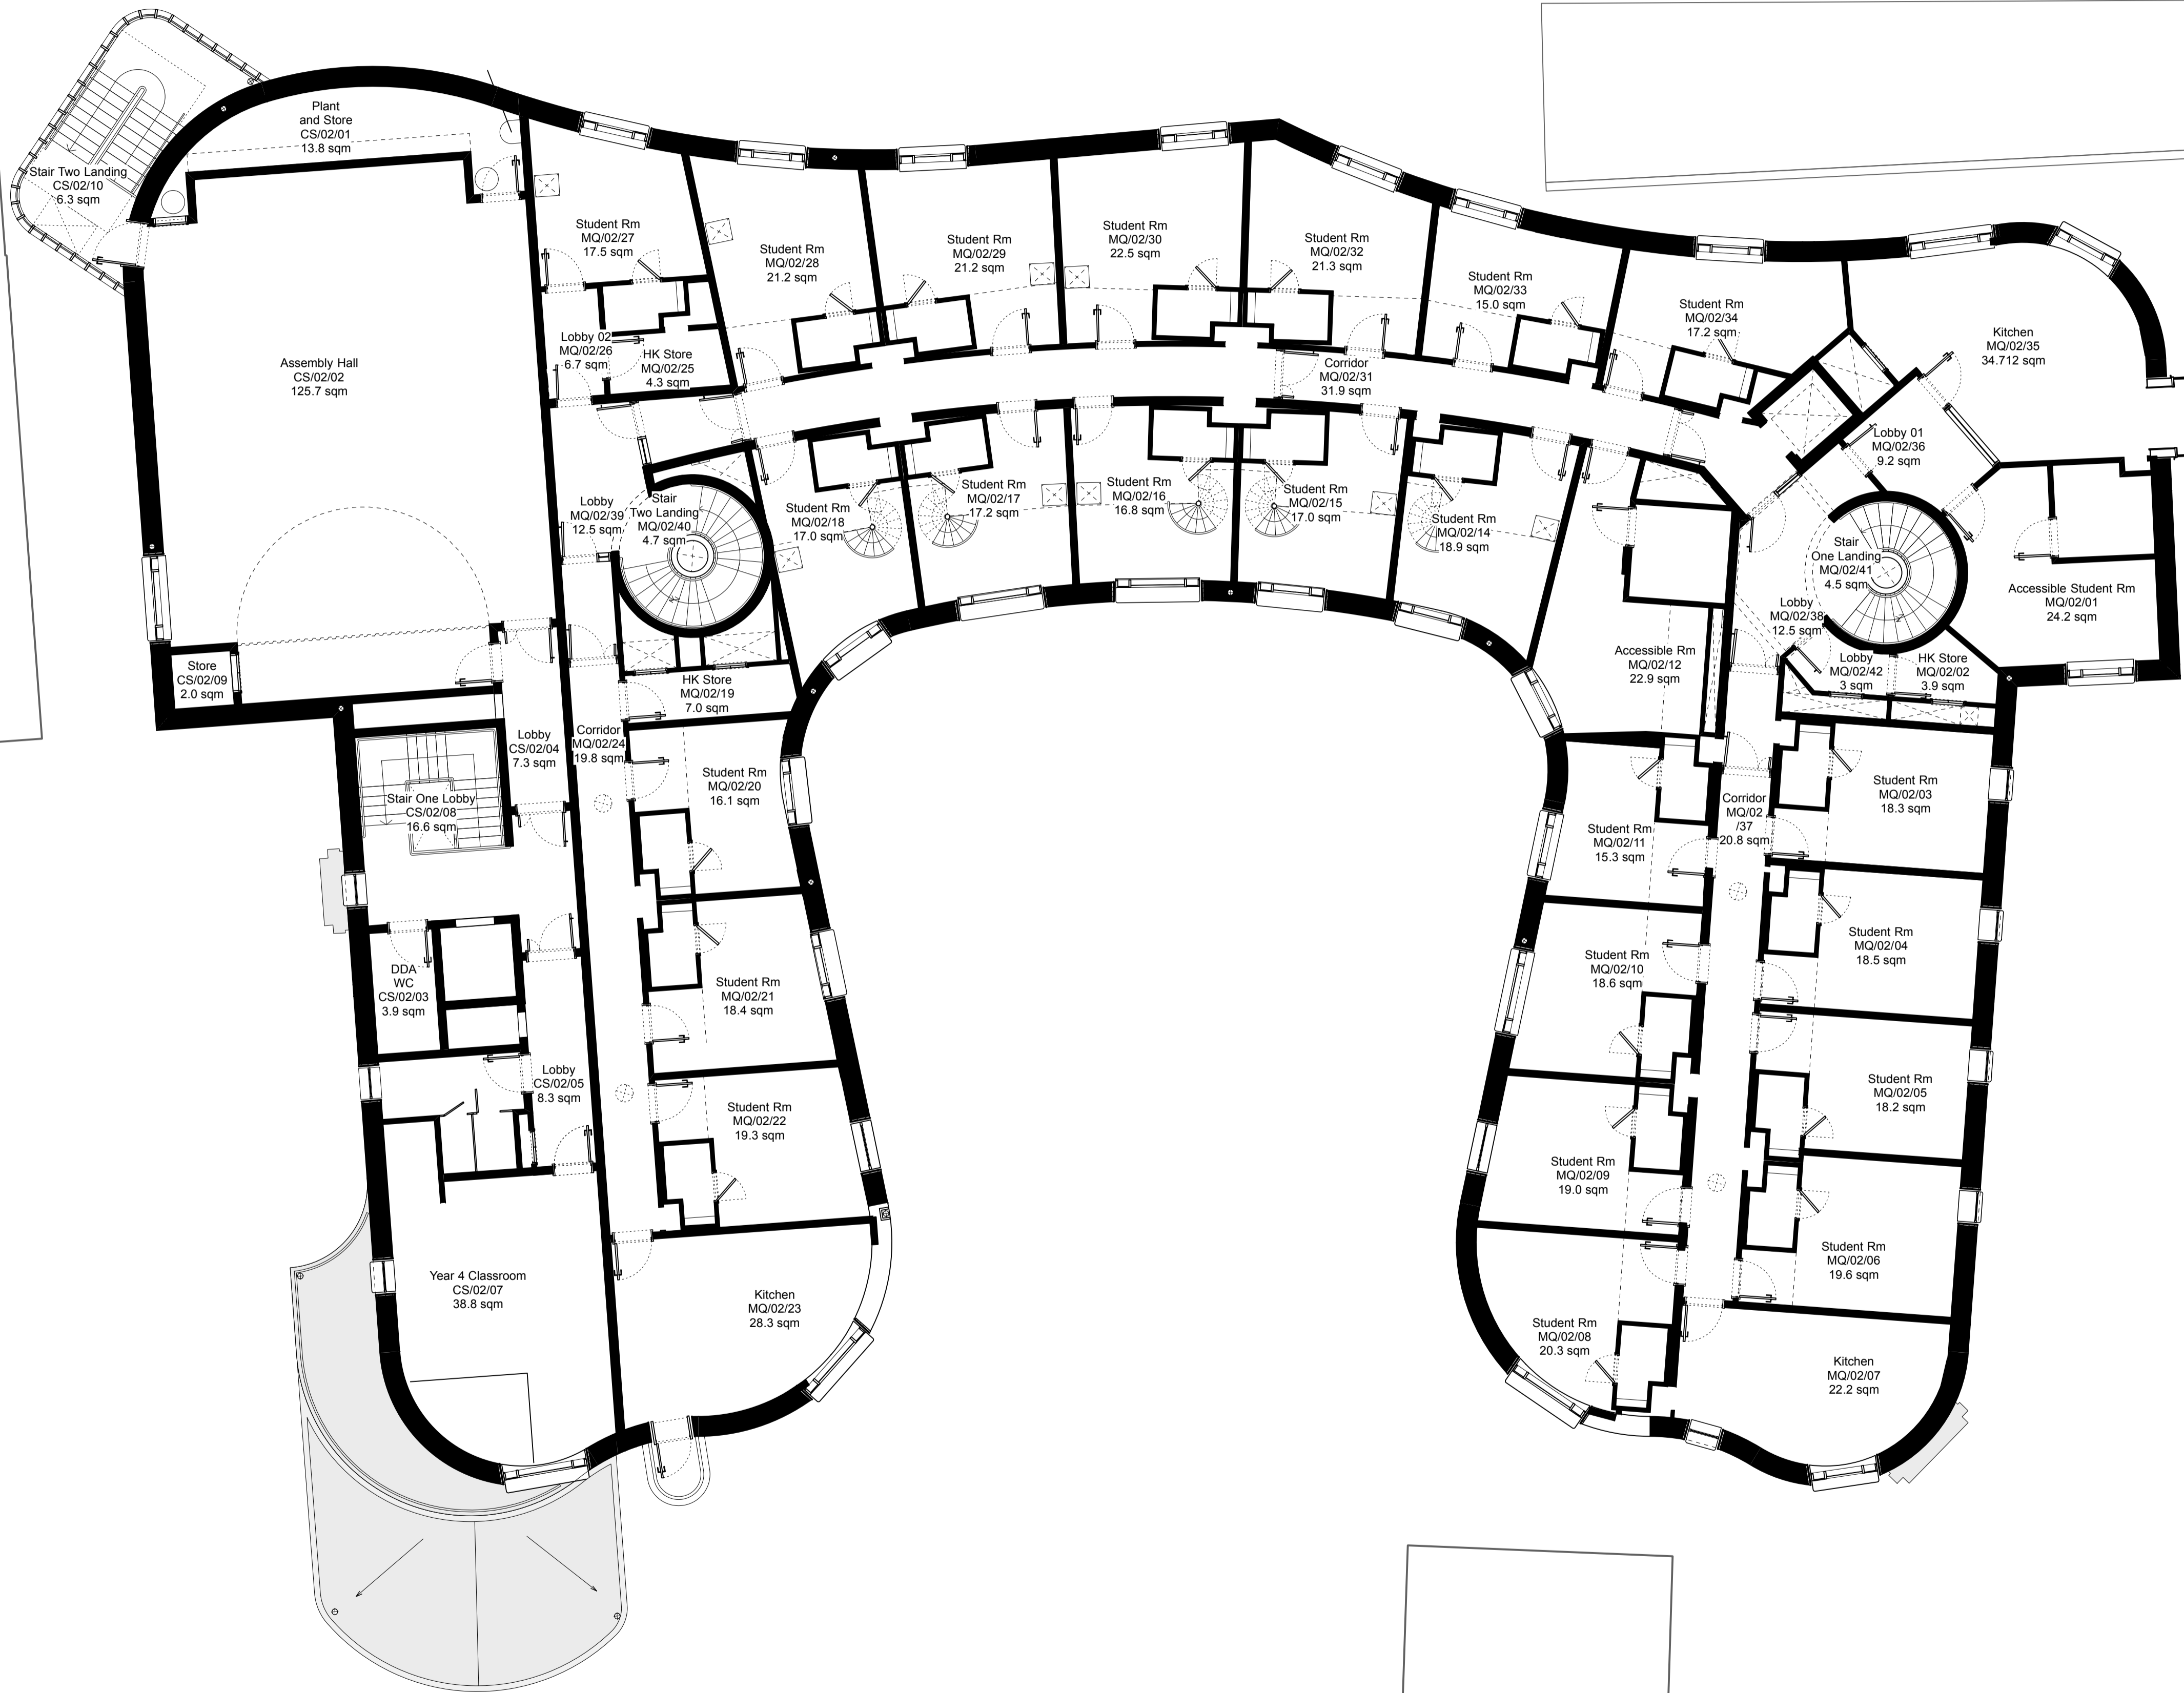 Plant
and Store
CS/02/01
13.8 sqm
Stair Two Landing
CS/02/10
6.3 sqm
Assembly Hall
CS/02/02
125.7 sqm
Student Rm
MQ/02/27
17.5 sqm
Student Rm
MQ/02/28
21.2 sqm
Student Rm
MQ/02/29
21.2 sqm
Student Rm
MQ/02/30
22.5 sqm
Student Rm
MQ/02/32
21.3 sqm
Student Rm
MQ/02/33
15.0 sqm
Student Rm
MQ/02/34
17.2 sqm
Kitchen
MQ/02/35
34.712 sqm
Lobby 02
MQ/02/26
6.7 sqm
HK Store
MQ/02/25
4.3 sqm
Corridor
MQ/02/31
31.9 sqm
Lobby 01
MQ/02/36
9.2 sqm
Lobby
MQ/02/39
12.5 sqm
Stair
Two Landing
MQ/02/40
4.7 sqm
Student Rm
MQ/02/18
17.0 sqm
Student Rm
MQ/02/17
17.2 sqm
Student Rm
MQ/02/16
16.8 sqm
Student Rm
MQ/02/15
17.0 sqm
Student Rm
MQ/02/14
18.9 sqm
Stair
One Landing
MQ/02/41
4.5 sqm
Accessible Student Rm
MQ/02/01
24.2 sqm
Lobby
MQ/02/38
12.5 sqm
Accessible Rm
MQ/02/12
22.9 sqm
Lobby
MQ/02/42
3 sqm
HK Store
MQ/02/02
3.9 sqm
Store
CS/02/09
2.0 sqm
HK Store
MQ/02/19
7.0 sqm
Lobby
CS/02/04
7.3 sqm
Corridor
MQ/02/24
19.8 sqm
Student Rm
MQ/02/20
16.1 sqm
Stair One Lobby
CS/02/08
16.6 sqm
Student Rm
MQ/02/11
15.3 sqm
Corridor
MQ/02
/37
20.8 sqm
Student Rm
MQ/02/03
18.3 sqm
DDA
WC
CS/02/03
3.9 sqm
Student Rm
MQ/02/21
18.4 sqm
Student Rm
MQ/02/10
18.6 sqm
Student Rm
MQ/02/04
18.5 sqm
Lobby
CS/02/05
8.3 sqm
Student Rm
MQ/02/22
19.3 sqm
Student Rm
MQ/02/05
18.2 sqm
Student Rm
MQ/02/09
19.0 sqm
Student Rm
MQ/02/06
19.6 sqm
Year 4 Classroom
CS/02/07
38.8 sqm
Kitchen
MQ/02/23
28.3 sqm
Student Rm
MQ/02/08
20.3 sqm
Kitchen
MQ/02/07
22.2 sqm